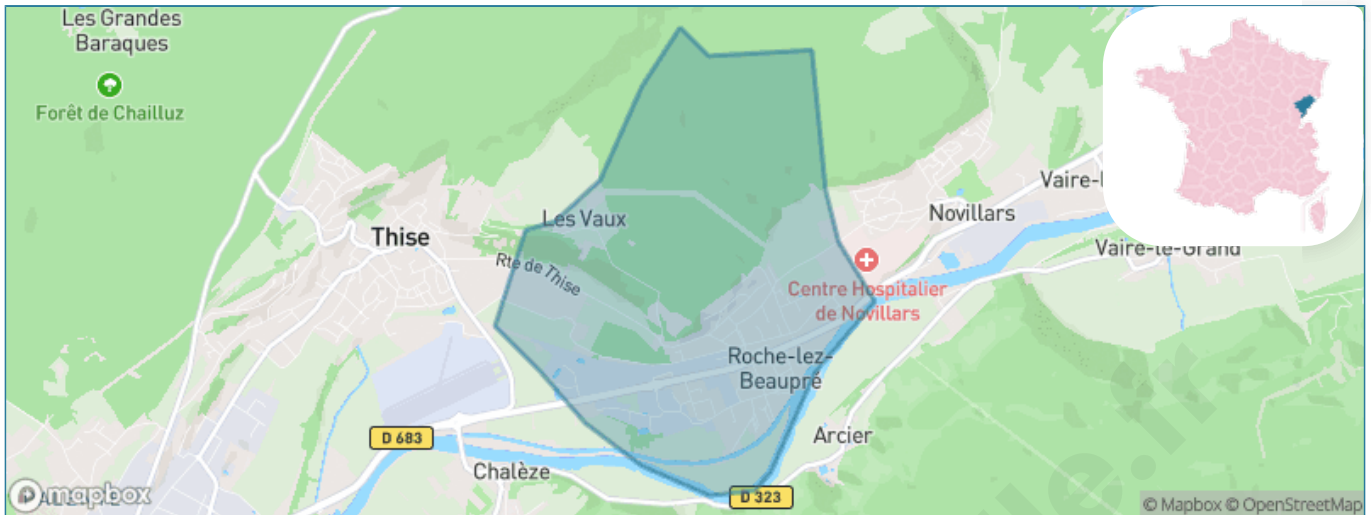 Les Grandes
Baraques
Forêt de Chailluz
Thise
Les Vaux
Rte de Thise
Novillars
Vaire-le-Grand
Centre Hospitalier
de Novillars
Roche-lez-
Beaupré
Arcier
D 683
Chalèze
D 323
mapbox
© Mapbox © OpenStreetMap